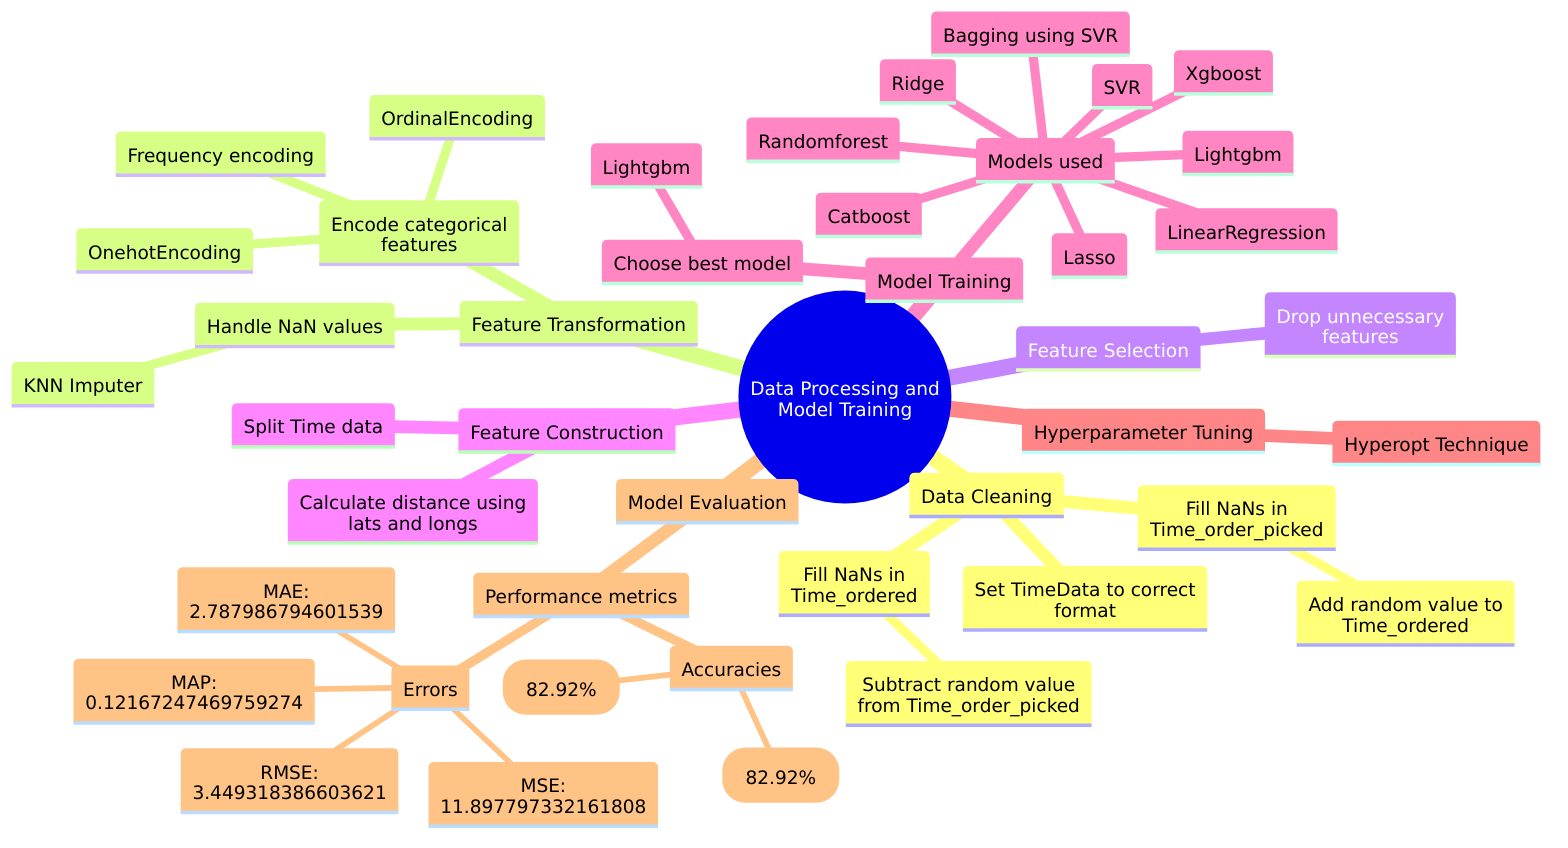 Data Processing and
Model Training
Model Training
Models used
Bagging using SVR
Ridge
SVR
Xgboost
Randomforest
Lightgbm
Catboost
LinearRegression
Lasso
Choose best model
Lightgbm
Feature Transformation
Encode categorical
features
OrdinalEncoding
Frequency encoding
OnehotEncoding
Handle NaN values
KNN Imputer
Feature Selection
Drop unnecessary
features
Feature Construction
Split Time data
Calculate distance using
lats and longs
Hyperparameter Tuning
Hyperopt Technique
Data Cleaning
Fill NaNs in
Time_order_picked
Add random value to
Time_ordered
Set TimeData to correct
format
Fill NaNs in
Time_ordered
Subtract random value
from Time_order_picked
Model Evaluation
Performance metrics
Errors
MAE:
2.787986794601539
MAP:
0.12167247469759274
RMSE:
3.449318386603621
MSE:
11.897797332161808
Accuracies
82.92%
82.92%